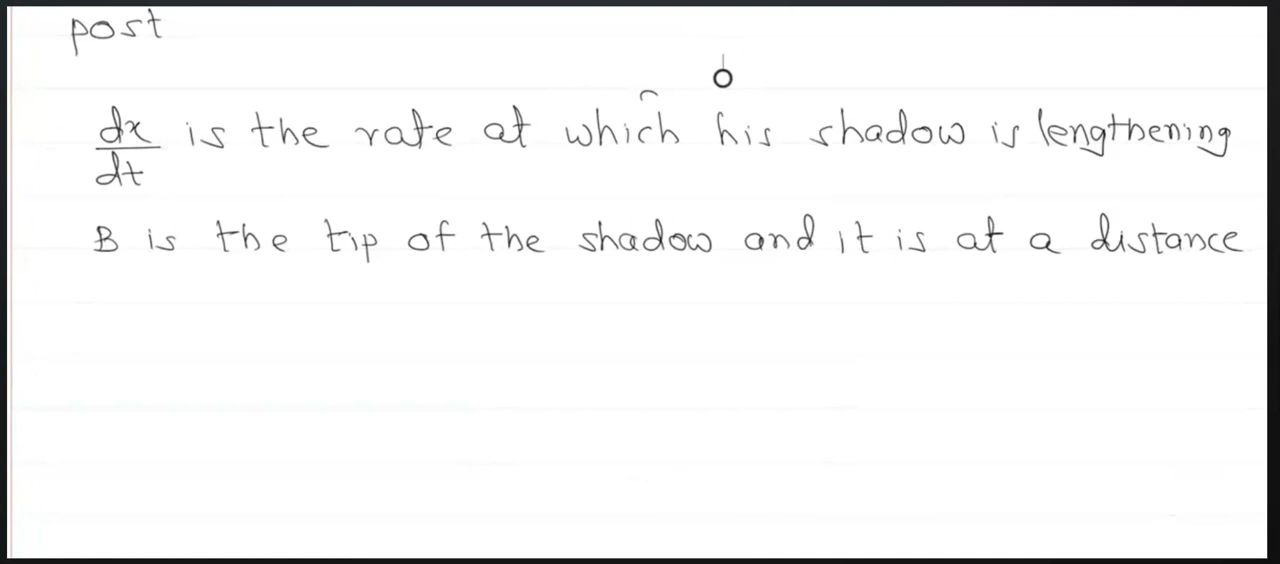 post
dx/dt is the rate at which his shadow is lengthening
B is the tip of the shadow and it is at a distance